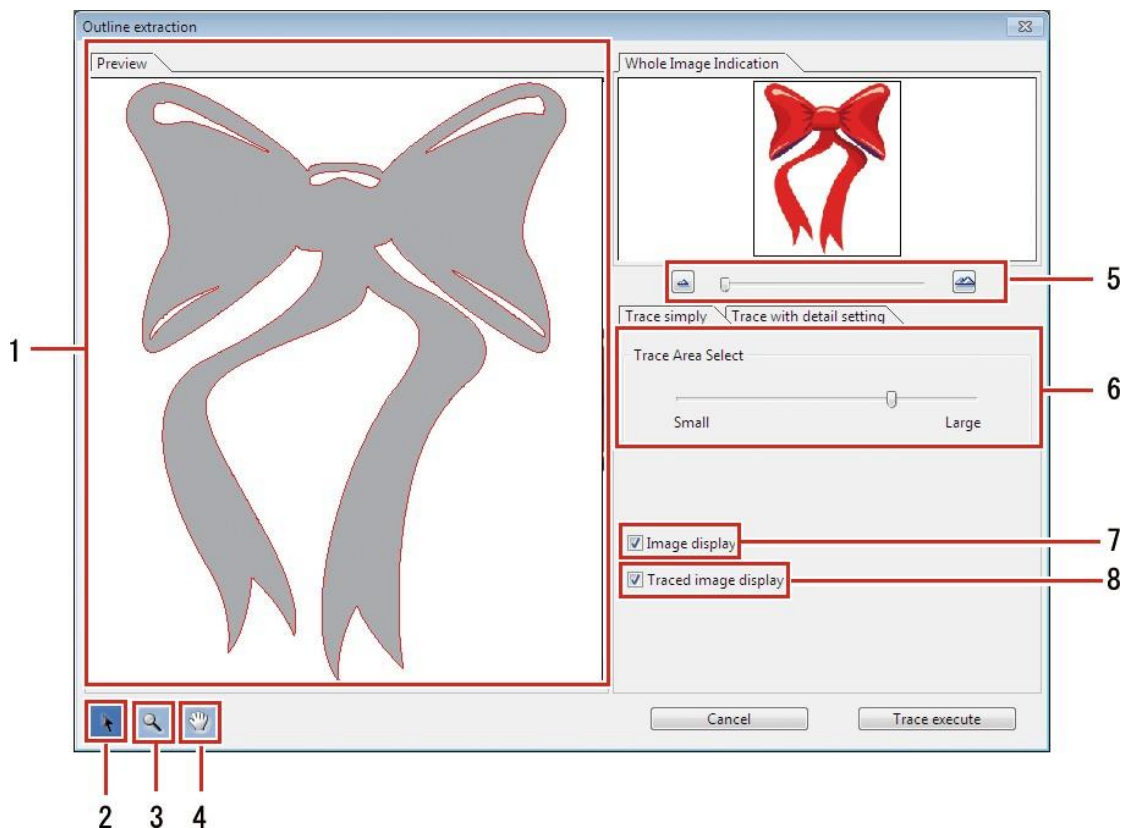 Outline extraction
Preview
Whole Image Indication
5
Trace simply
Trace with detail setting
1
Trace Area Select
6
Small
Large
Image display
7
Traced image display
8
Cancel
Trace execute
2
3
4